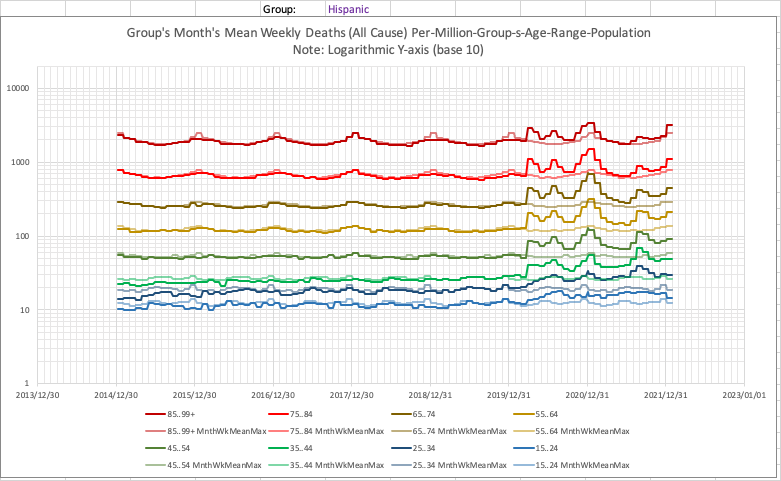 Group: Hispanic
Group's Month's Mean Weekly Deaths (All Cause) Per-Million-Group-s-Age-Range-Population
Note: Logarithmic Y-axis (base 10)
10000
1000
100
10
1
2013/12/30 2014/12/30 2015/12/30 2016/12/30 2017/12/30 2018/12/31 2019/12/31 2020/12/31 2021/12/31 2023/01/01
85..99+ 75..84 65..74 55..64
85..99+ MnthWkMeanMax 75..84 MnthWkMeanMax 65..74 MnthWkMeanMax 55..64 MnthWkMeanMax
45..54 35..44 25..34 15..24
45..54 MnthWkMeanMax 35..44 MnthWkMeanMax 25..34 MnthWkMeanMax 15..24 MnthWkMeanMax